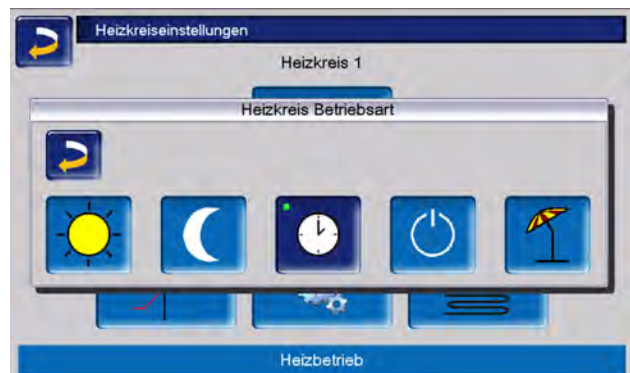 Heizkreiseinstellungen
Heizkreis 1
Heizkreis Betriebsart
Heizbetrieb